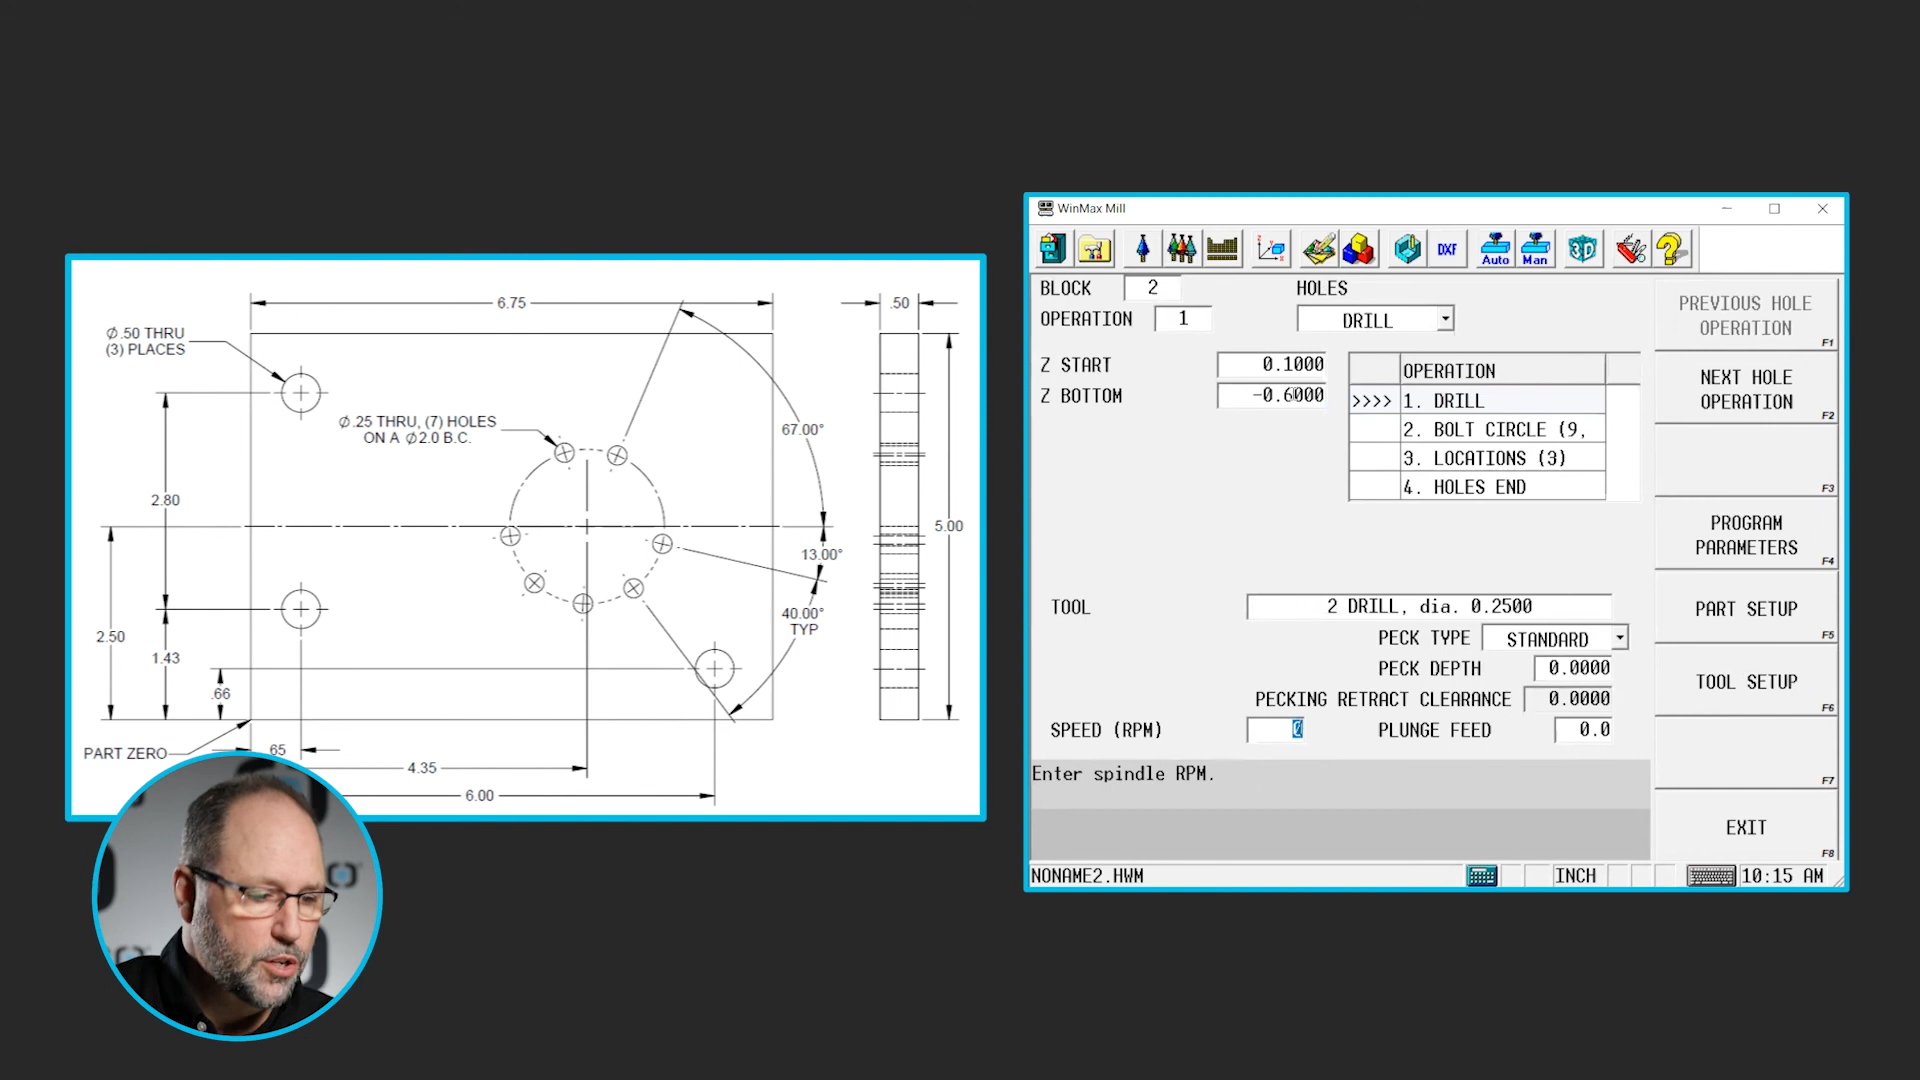 6.75
.50
Ø.50 THRU
(3) PLACES
Ø.25 THRU, (7) HOLES
ON A Ø2.0 B.C.
67.00°
2.80
5.00
13.00°
40.00°
TYP
2.50
1.43
.66
PART ZERO
.65
4.35
6.00
WinMax Mill
DXF
Auto
Man
3D
BLOCK 2 HOLES
OPERATION 1 DRILL
Z START 0.1000
Z BOTTOM -0.6000
OPERATION
>>>> 1. DRILL
2. BOLT CIRCLE (9,
3. LOCATIONS (3)
4. HOLES END
TOOL 2 DRILL, dia. 0.2500
PECK TYPE STANDARD
PECK DEPTH 0.0000
PECKING RETRACT CLEARANCE 0.0000
SPEED (RPM) 0 PLUNGE FEED 0.0
Enter spindle RPM.
PREVIOUS HOLE
OPERATION
F1
NEXT HOLE
OPERATION
F2
F3
PROGRAM
PARAMETERS
F4
PART SETUP
F5
TOOL SETUP
F6
F7
EXIT
F8
NONAME2.HWM INCH 10:15 AM